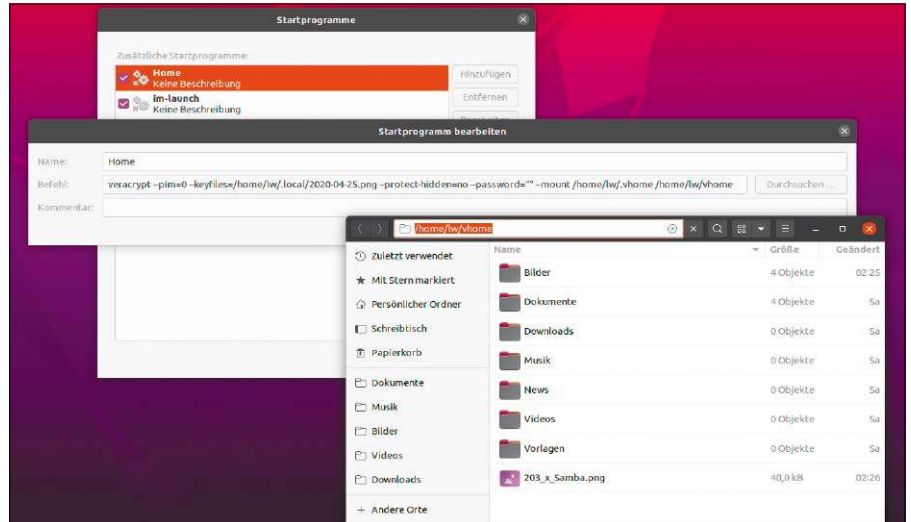 Startprogramme
Zusätzliche Startprogramme:
Home
Keine Beschreibung
im-launch
Keine Beschreibung
Hinzufügen
Entfernen
Startprogramm bearbeiten
Name:
Home
Befehl:
veracrypt –pim=0 –keyfiles=/home/lw/.local/2020-04-25.png –protect-hidden=no –password="" –mount /home/lw/.vhome /home/lw/vhome
Durchsuchen ...
Kommentar:
/home/lw/vhome
Zuletzt verwendet
Mit Stern markiert
Persönlicher Ordner
Schreibtisch
Papierkorb
Dokumente
Musik
Bilder
Videos
Downloads
+ Andere Orte
Name Größe Geändert
Bilder 4 Objekte 02:25
Dokumente 4 Objekte Sa
Downloads 0 Objekte Sa
Musik 0 Objekte Sa
News 0 Objekte Sa
Videos 0 Objekte Sa
Vorlagen 0 Objekte Sa
203_x_Samba.png 40,0 kB 02:26